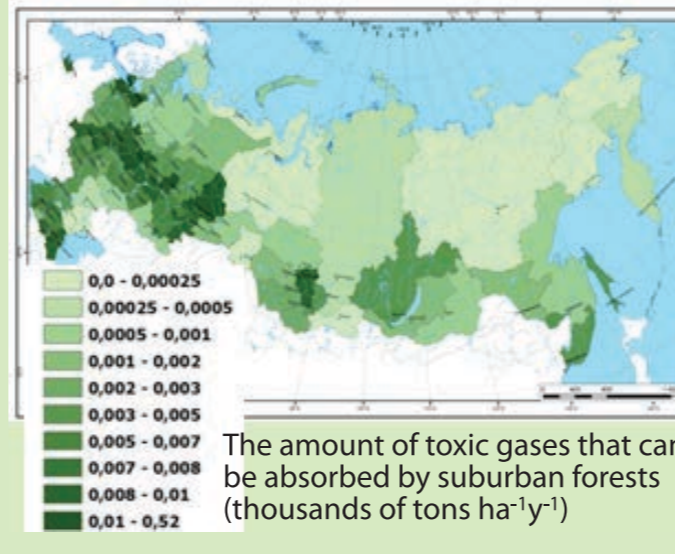 0,0 - 0,00025
0,00025 - 0,0005
0,0005 - 0,001
0,001 - 0,002
0,002 - 0,003
0,003 - 0,005
0,005 - 0,007
0,007 - 0,008
0,008 - 0,01
0,01 - 0,52
The amount of toxic gases that can
be absorbed by suburban forests
(thousands of tons ha⁻¹y⁻¹)